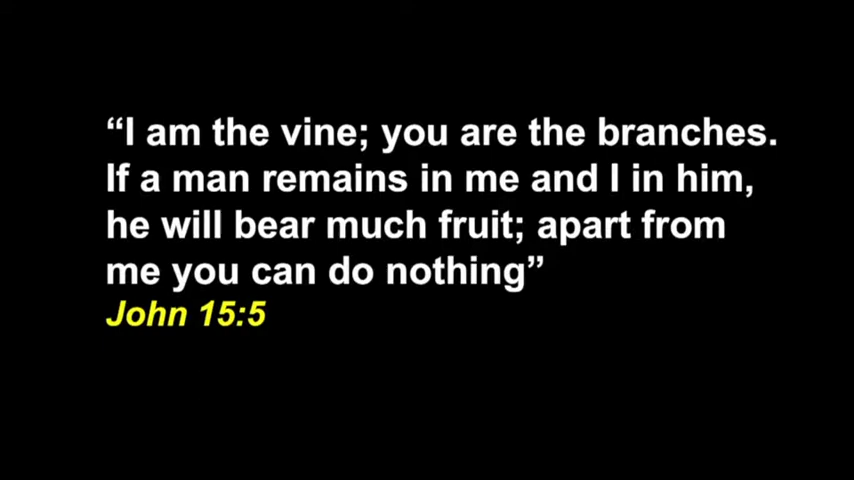 “I am the vine; you are the branches.
If a man remains in me and I in him,
he will bear much fruit; apart from
me you can do nothing”
John 15:5